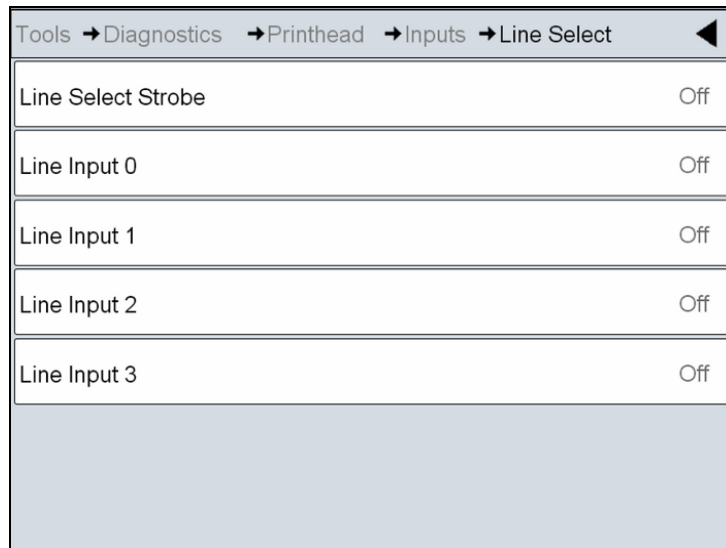 Tools → Diagnostics → Printhead → Inputs → Line Select
Line Select Strobe Off
Line Input 0 Off
Line Input 1 Off
Line Input 2 Off
Line Input 3 Off